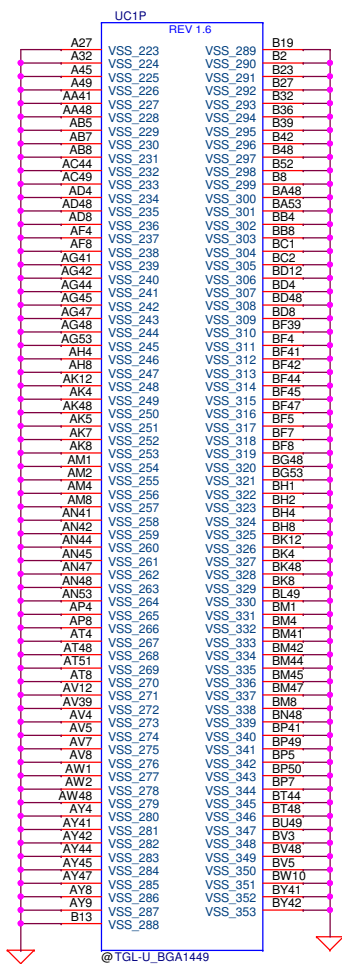 UC1P
REV 1.6
A27 VSS_223 VSS_289 B19
A32 VSS_224 VSS_290 B2
A45 VSS_225 VSS_291 B23
A49 VSS_226 VSS_292 B27
AA41 VSS_227 VSS_293 B32
AA48 VSS_228 VSS_294 B36
AB5 VSS_229 VSS_295 B39
AB7 VSS_230 VSS_296 B42
AB8 VSS_231 VSS_297 B48
AC44 VSS_232 VSS_298 B52
AC49 VSS_233 VSS_299 B8
AD4 VSS_234 VSS_300 BA48
AD48 VSS_235 VSS_301 BA53
AD8 VSS_236 VSS_302 BB4
AF4 VSS_237 VSS_303 BB8
AF8 VSS_238 VSS_304 BC1
AG41 VSS_239 VSS_305 BC2
AG42 VSS_240 VSS_306 BD12
AG44 VSS_241 VSS_307 BD4
AG45 VSS_242 VSS_308 BD48
AG47 VSS_243 VSS_309 BD8
AG48 VSS_244 VSS_310 BF39
AG53 VSS_245 VSS_311 BF4
AH4 VSS_246 VSS_312 BF41
AH8 VSS_247 VSS_313 BF42
AK12 VSS_248 VSS_314 BF44
AK4 VSS_249 VSS_315 BF45
AK48 VSS_250 VSS_316 BF47
AK5 VSS_251 VSS_317 BF5
AK7 VSS_252 VSS_318 BF7
AK8 VSS_253 VSS_319 BF8
AM1 VSS_254 VSS_320 BG48
AM2 VSS_255 VSS_321 BG53
AM4 VSS_256 VSS_322 BH1
AM8 VSS_257 VSS_323 BH2
AN41 VSS_258 VSS_324 BH4
AN42 VSS_259 VSS_325 BH8
AN44 VSS_260 VSS_326 BK12
AN45 VSS_261 VSS_327 BK4
AN47 VSS_262 VSS_328 BK48
AN48 VSS_263 VSS_329 BK8
AN53 VSS_264 VSS_330 BL49
AP4 VSS_265 VSS_331 BM1
AP8 VSS_266 VSS_332 BM4
AT4 VSS_267 VSS_333 BM41
AT48 VSS_268 VSS_334 BM42
AT51 VSS_269 VSS_335 BM44
AT8 VSS_270 VSS_336 BM45
AV12 VSS_271 VSS_337 BM47
AV39 VSS_272 VSS_338 BM8
AV4 VSS_273 VSS_339 BN48
AV5 VSS_274 VSS_340 BP41
AV7 VSS_275 VSS_341 BP49
AV8 VSS_276 VSS_342 BP5
AW1 VSS_277 VSS_343 BP50
AW2 VSS_278 VSS_344 BP7
AW48 VSS_279 VSS_345 BT44
AY4 VSS_280 VSS_346 BT48
AY41 VSS_281 VSS_347 BU49
AY42 VSS_282 VSS_348 BV3
AY44 VSS_283 VSS_349 BV48
AY45 VSS_284 VSS_350 BV5
AY47 VSS_285 VSS_351 BW10
AY8 VSS_286 VSS_352 BY41
AY9 VSS_287 VSS_353 BY42
B13 VSS_288
@ TGL-U_BGA1449